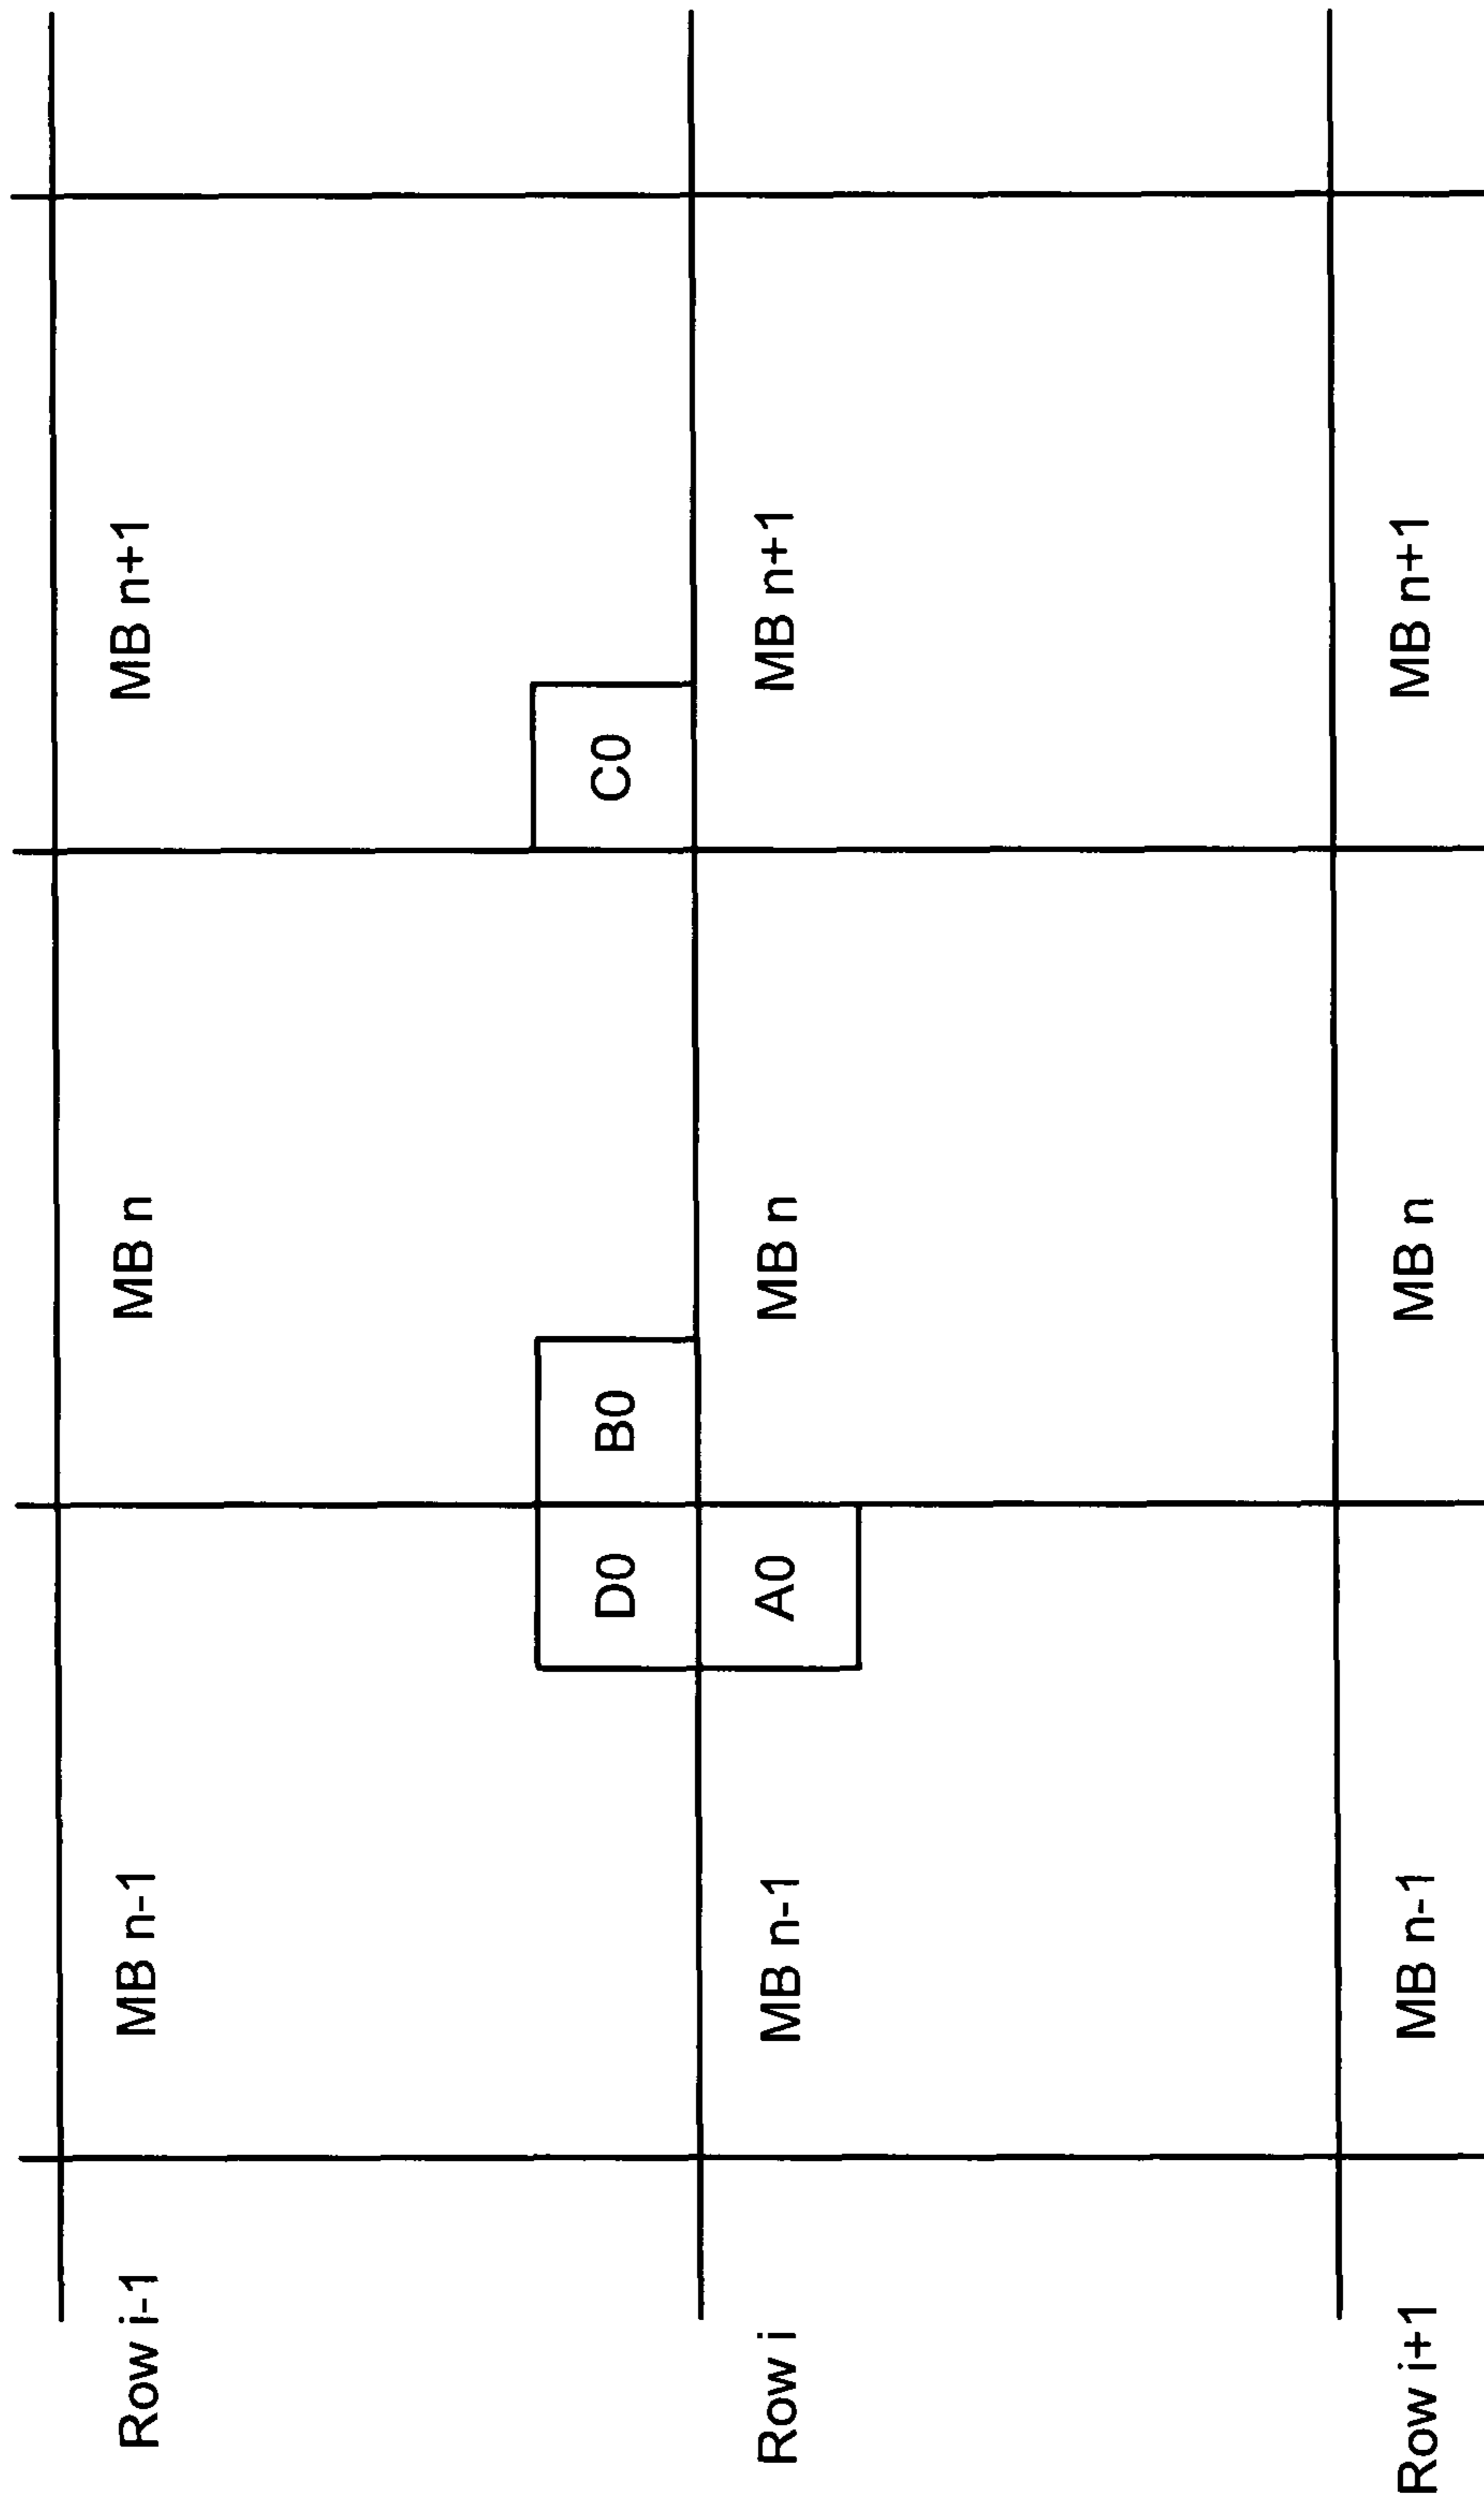 Row i-1 MB n-1 MB n MB n+1
D0 B0 C0
Row i MB n-1 A0 MB n MB n+1
Row i+1 MB n-1 MB n MB n+1